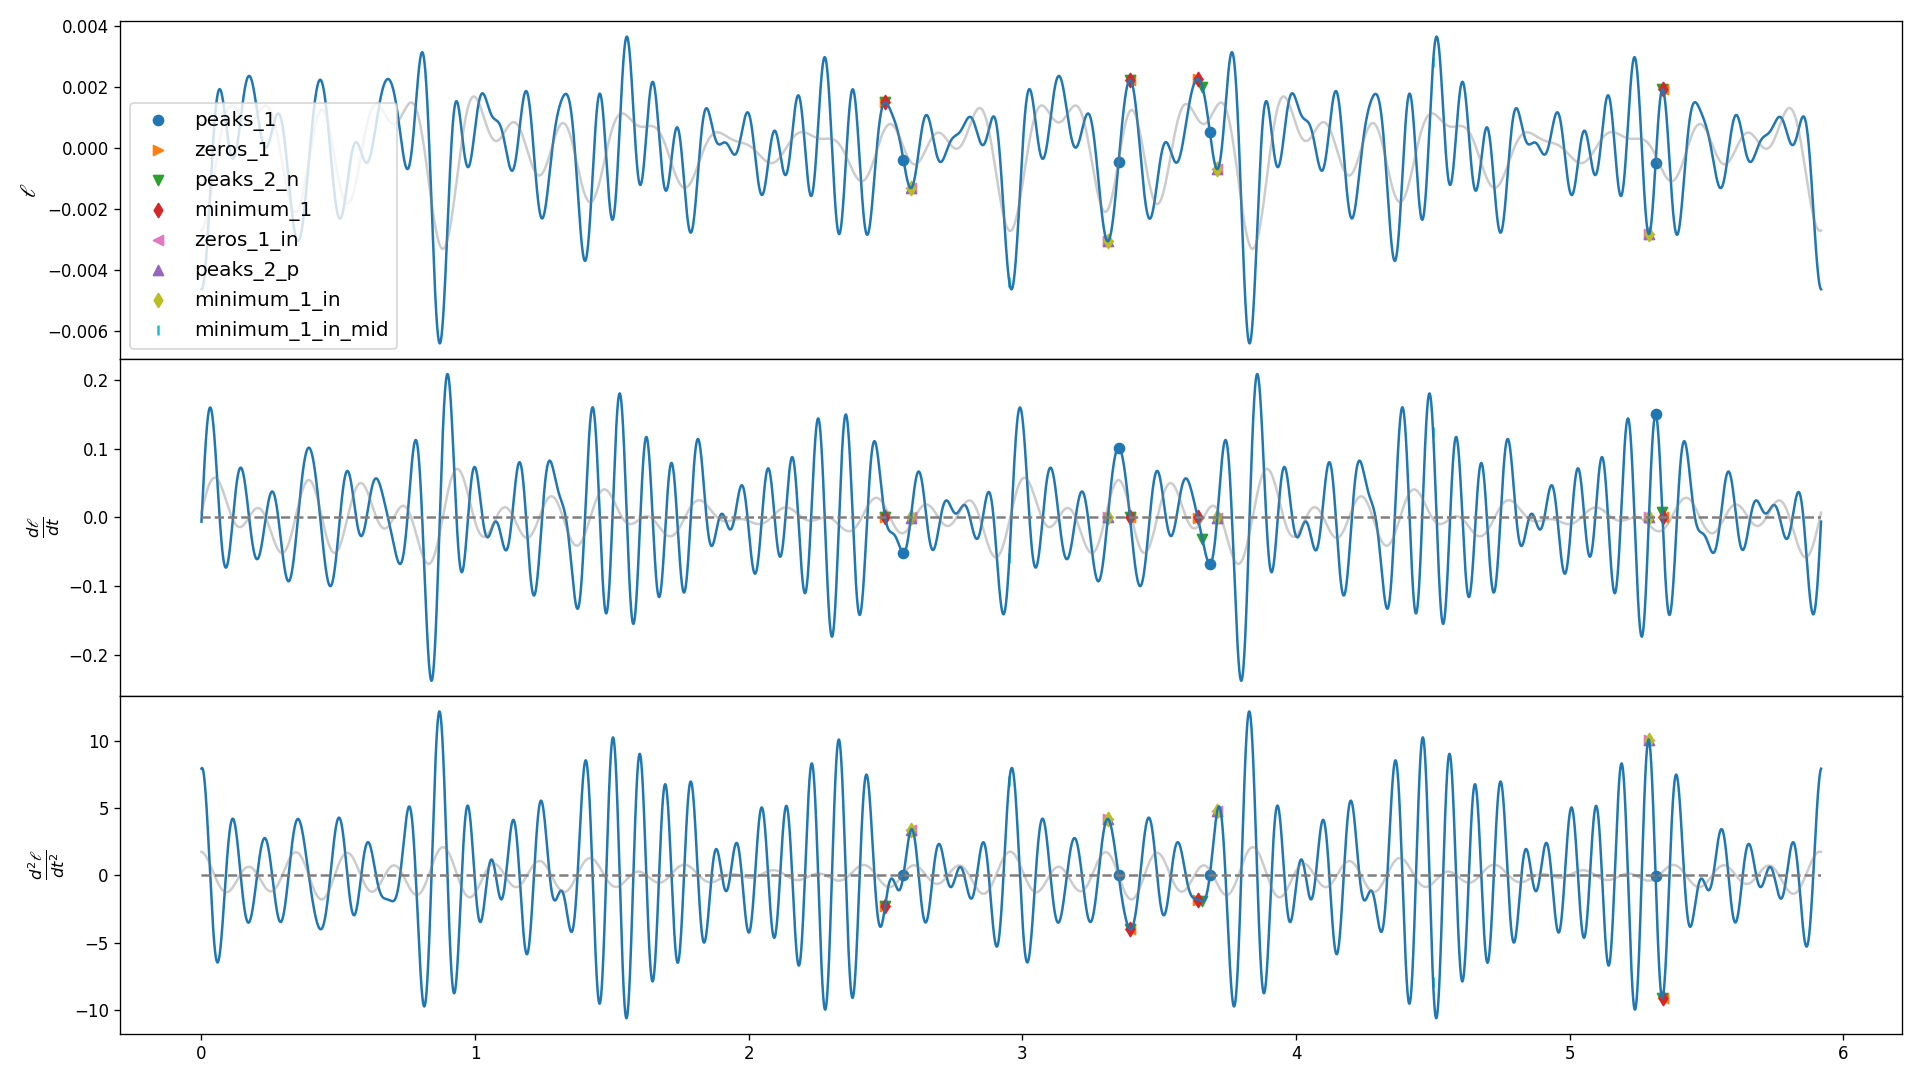 0.004
0.002
0.000
−0.002
−0.004
−0.006
ℓ
peaks_1
zeros_1
peaks_2_n
minimum_1
zeros_1_in
peaks_2_p
minimum_1_in
minimum_1_in_mid
0.2
0.1
0.0
−0.1
−0.2
dℓ
dt
10
5
0
−5
−10
d²ℓ
dt²
0 1 2 3 4 5 6